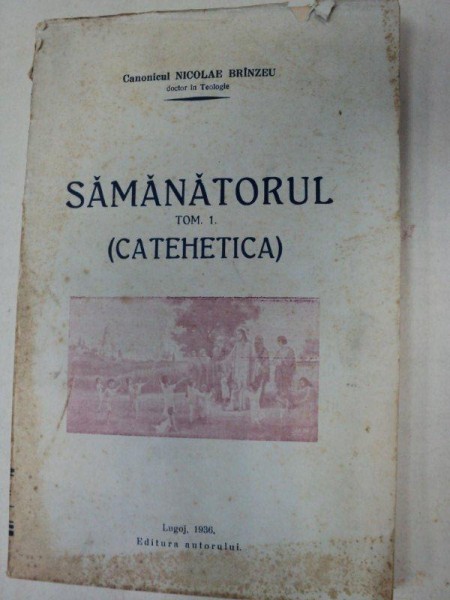 Canonicul NICOLAE BRÎNZEU
doctor în Teologie
SĂMĂNĂTORUL
TOM. 1.
(CATEHETICA)
Lugoj, 1936.
Editura autorului.